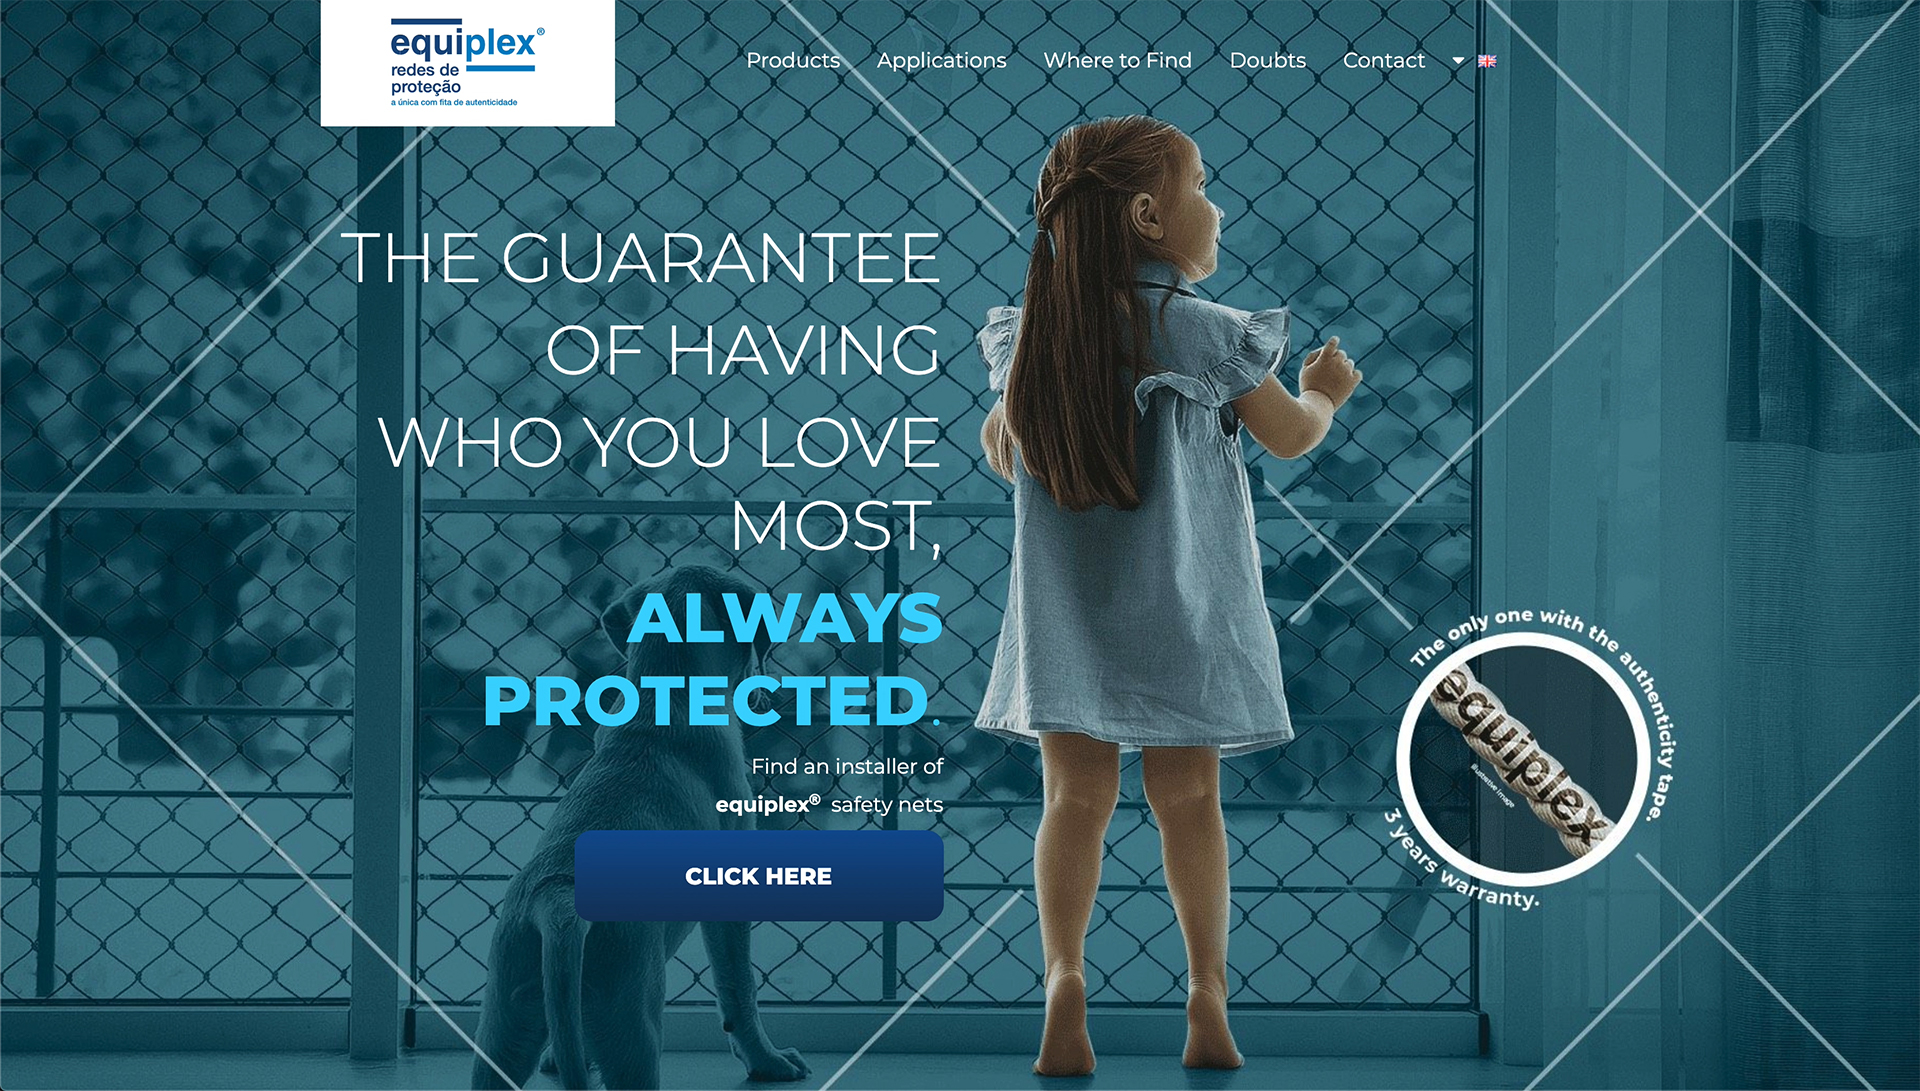 equiplex®
redes de
proteção
a única com fita de autenticidade
Products Applications Where to Find Doubts Contact
THE GUARANTEE
OF HAVING
WHO YOU LOVE
MOST,
ALWAYS
PROTECTED.
Find an installer of
equiplex® safety nets
CLICK HERE
The only one with the authenticity tape.
equiplex
illustrative image
3 years warranty.